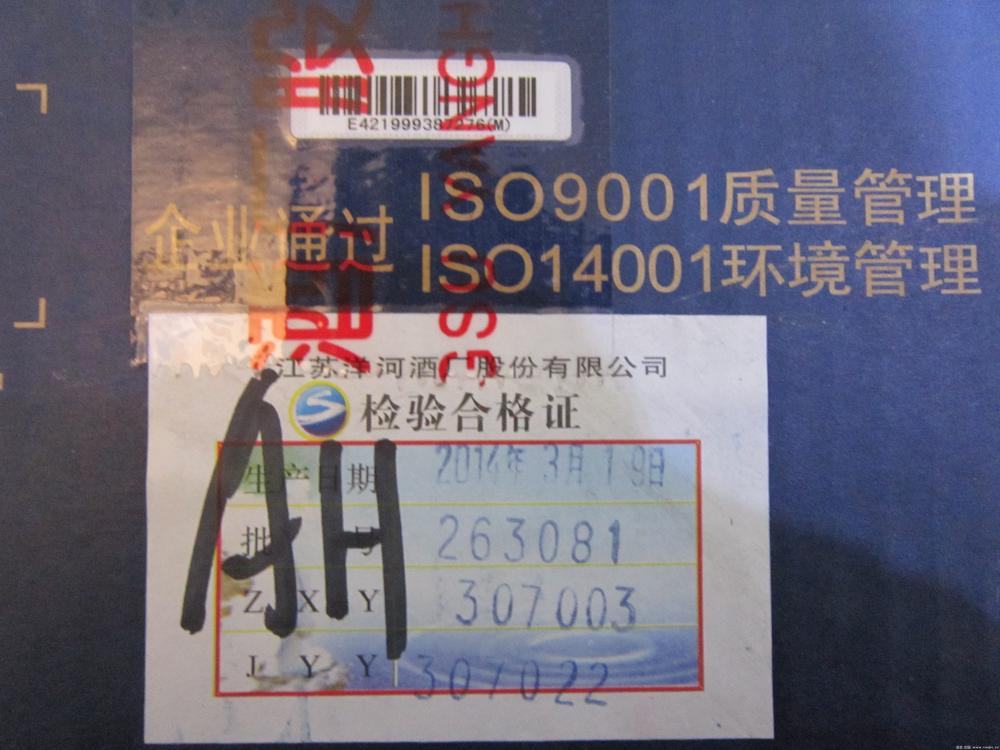 E421999387276(M)
企业通过
ISO9001质量管理
ISO14001环境管理
江苏洋河酒厂股份有限公司
检验合格证
生产日期 2014年3月19日
批号 263081
ZXY 307003
JYY 307022
AH